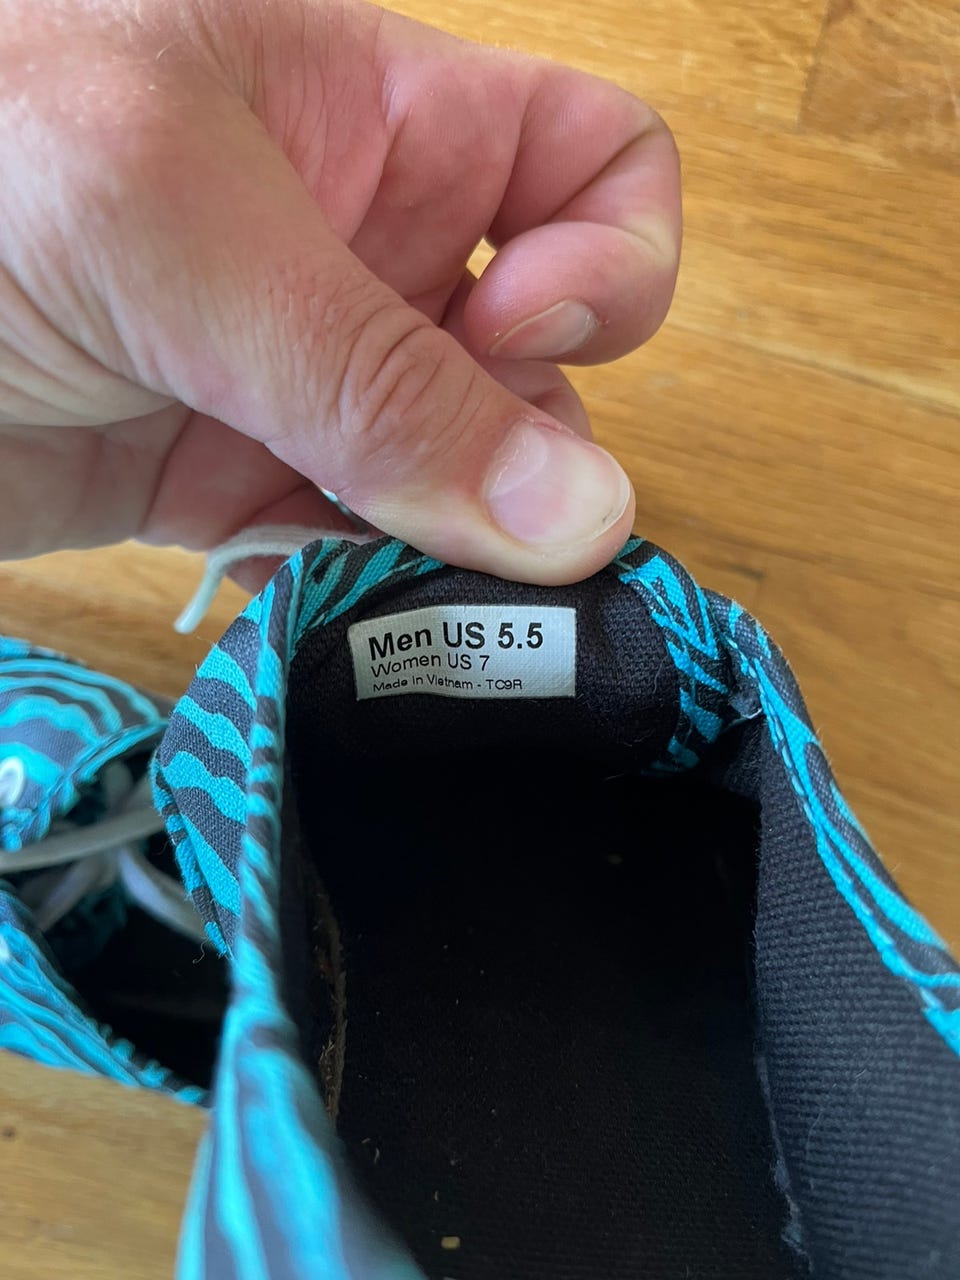 Men US 5.5
Women US 7
Made in Vietnam - TC9R